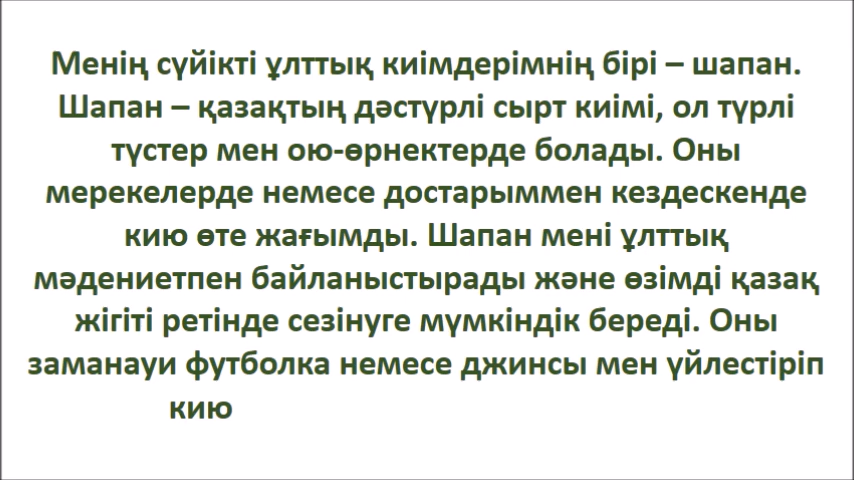 Менің сүйікті ұлттық киімдерімнің бірі – шапан.
Шапан – қазақтың дәстүрлі сырт киімі, ол түрлі
түстер мен ою-өрнектерде болады. Оны
мерекелерде немесе достарыммен кездескенде
кию өте жағымды. Шапан мені ұлттық
мәдениетпен байланыстырады және өзімді қазақ
жігіті ретінде сезінуге мүмкіндік береді. Оны
заманауи футболка немесе джинсы мен үйлестіріп
кию